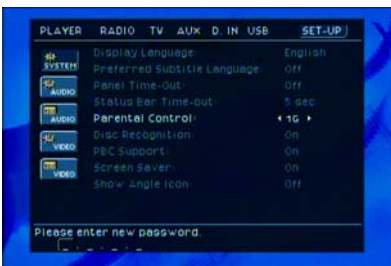 PLAYER RADIO TV AUX D. IN USB SET-UP
SYSTEM
AUDIO
AUDIO
VIDEO
VIDEO
Display Language: English
Preferred Subtitle Language: Off
Panel Time-Out: Off
Status Bar Time-out: 5 sec
Parental Control: 1G
Disc Recognition: On
PBC Support: On
Screen Saver: On
Show Angle Icon: Off
Please enter new password.